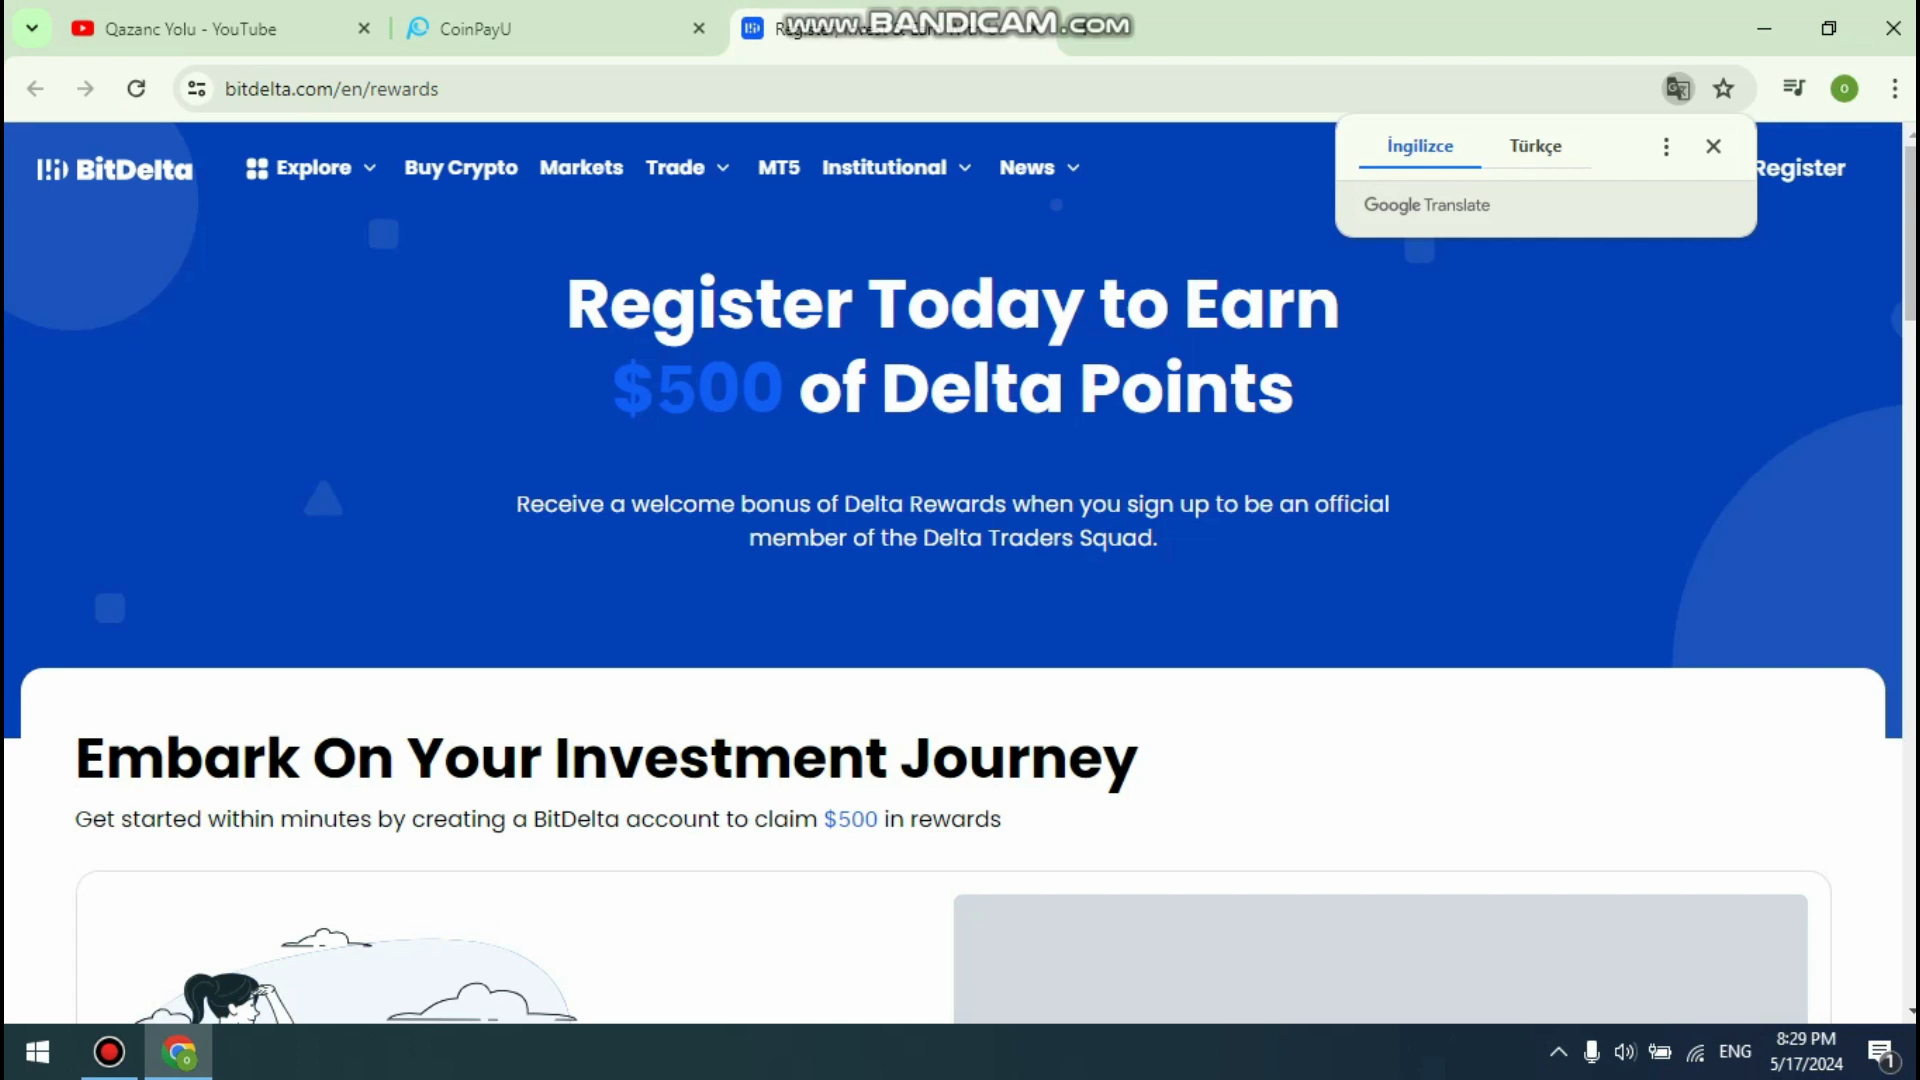 Qazanc Yolu - YouTube
CoinPayU
www.BANDICAM.com
bitdelta.com/en/rewards
İngilizce
Türkçe
Google Translate
BitDelta
Explore
Buy Crypto
Markets
Trade
MT5
Institutional
News
Register
Register Today to Earn
$500 of Delta Points
Receive a welcome bonus of Delta Rewards when you sign up to be an official
member of the Delta Traders Squad.
Embark On Your Investment Journey
Get started within minutes by creating a BitDelta account to claim $500 in rewards
ENG
8:29 PM
5/17/2024
1